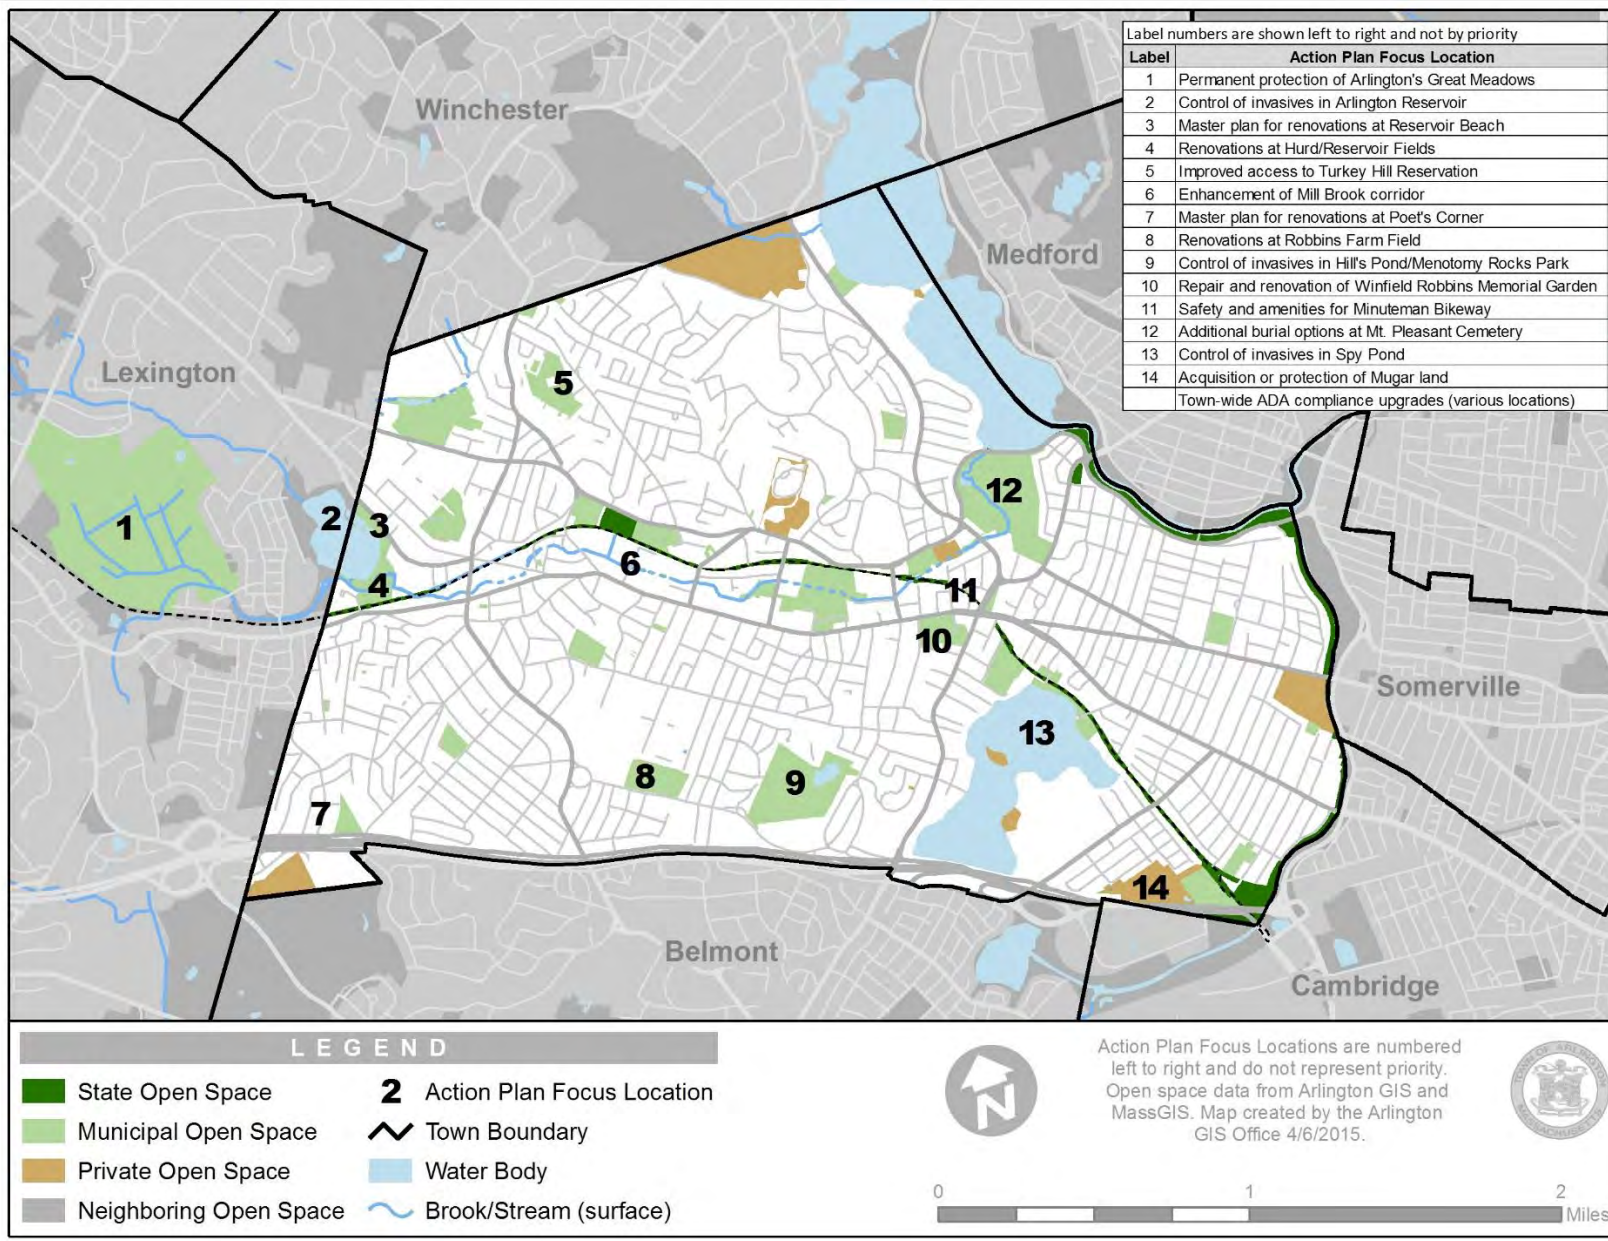 Label numbers are shown left to right and not by priority
Label Action Plan Focus Location
1 Permanent protection of Arlington's Great Meadows
2 Control of invasives in Arlington Reservoir
3 Master plan for renovations at Reservoir Beach
4 Renovations at Hurd/Reservoir Fields
5 Improved access to Turkey Hill Reservation
6 Enhancement of Mill Brook corridor
7 Master plan for renovations at Poet's Corner
8 Renovations at Robbins Farm Field
9 Control of invasives in Hill's Pond/Menotomy Rocks Park
10 Repair and renovation of Winfield Robbins Memorial Garden
11 Safety and amenities for Minuteman Bikeway
12 Additional burial options at Mt. Pleasant Cemetery
13 Control of invasives in Spy Pond
14 Acquisition or protection of Mugar land
Town-wide ADA compliance upgrades (various locations)
Winchester
Medford
Lexington
5
12
1
2
3
6
4
11
10
Somerville
13
8
9
7
14
Belmont
Cambridge
LEGEND
State Open Space
Municipal Open Space
Private Open Space
Neighboring Open Space
2 Action Plan Focus Location
Town Boundary
Water Body
Brook/Stream (surface)
N
Action Plan Focus Locations are numbered
left to right and do not represent priority.
Open space data from Arlington GIS and
MassGIS. Map created by the Arlington
GIS Office 4/6/2015.
TOWN OF ARLINGTON
MASSACHUSETTS
0 1 2
Miles